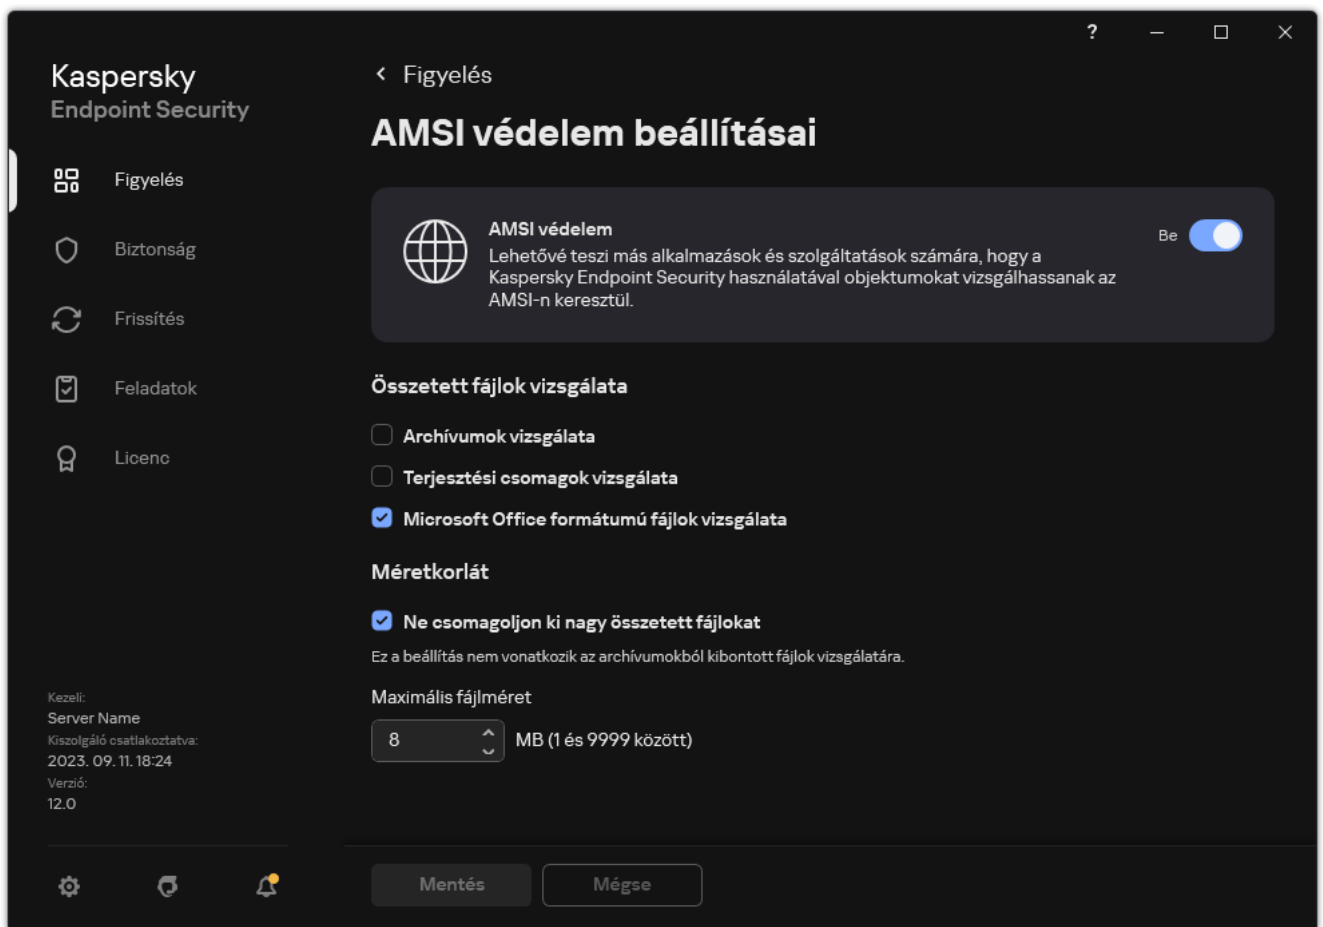 ?
Kaspersky
Endpoint Security
Figyelés
Biztonság
Frissítés
Feladatok
Licenc
Kezeli:
Server Name
Kiszolgáló csatlakoztatva:
2023. 09. 11. 18:24
Verzió:
12.0
Figyelés
AMSI védelem beállításai
AMSI védelem
Lehetővé teszi más alkalmazások és szolgáltatások számára, hogy a
Kaspersky Endpoint Security használatával objektumokat vizsgálhassanak az
AMSI-n keresztül.
Be
Összetett fájlok vizsgálata
Archívumok vizsgálata
Terjesztési csomagok vizsgálata
Microsoft Office formátumú fájlok vizsgálata
Méretkorlát
Ne csomagoljon ki nagy összetett fájlokat
Ez a beállítás nem vonatkozik az archívumokból kibontott fájlok vizsgálatára.
Maximális fájlméret
8 MB (1 és 9999 között)
Mentés Mégse